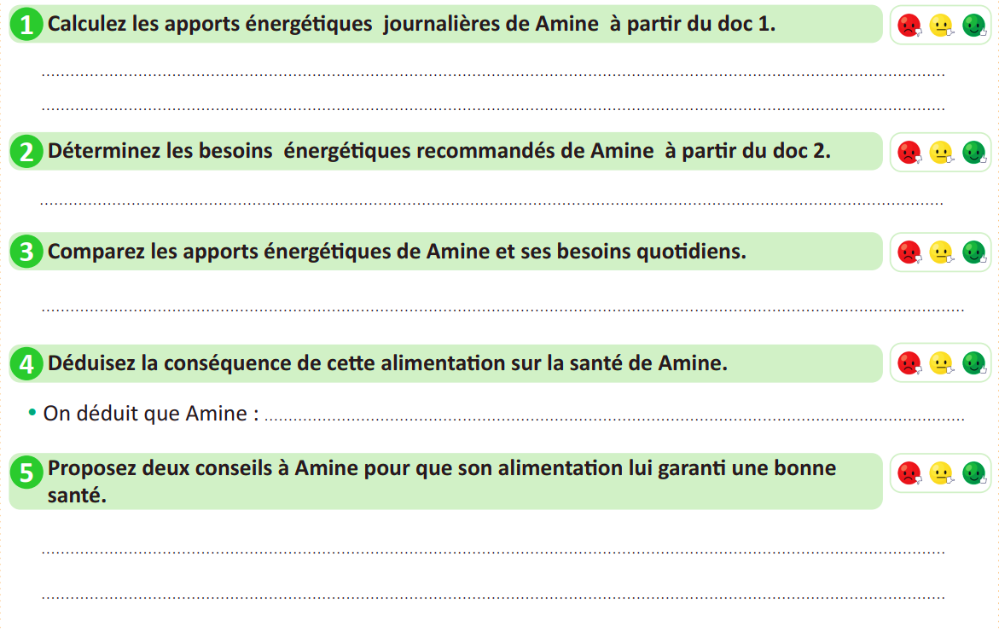 1 Calculez les apports énergétiques journalières de Amine à partir du doc 1.
2 Déterminez les besoins énergétiques recommandés de Amine à partir du doc 2.
3 Comparez les apports énergétiques de Amine et ses besoins quotidiens.
4 Déduisez la conséquence de cette alimentation sur la santé de Amine.
• On déduit que Amine :
5 Proposez deux conseils à Amine pour que son alimentation lui garanti une bonne
santé.